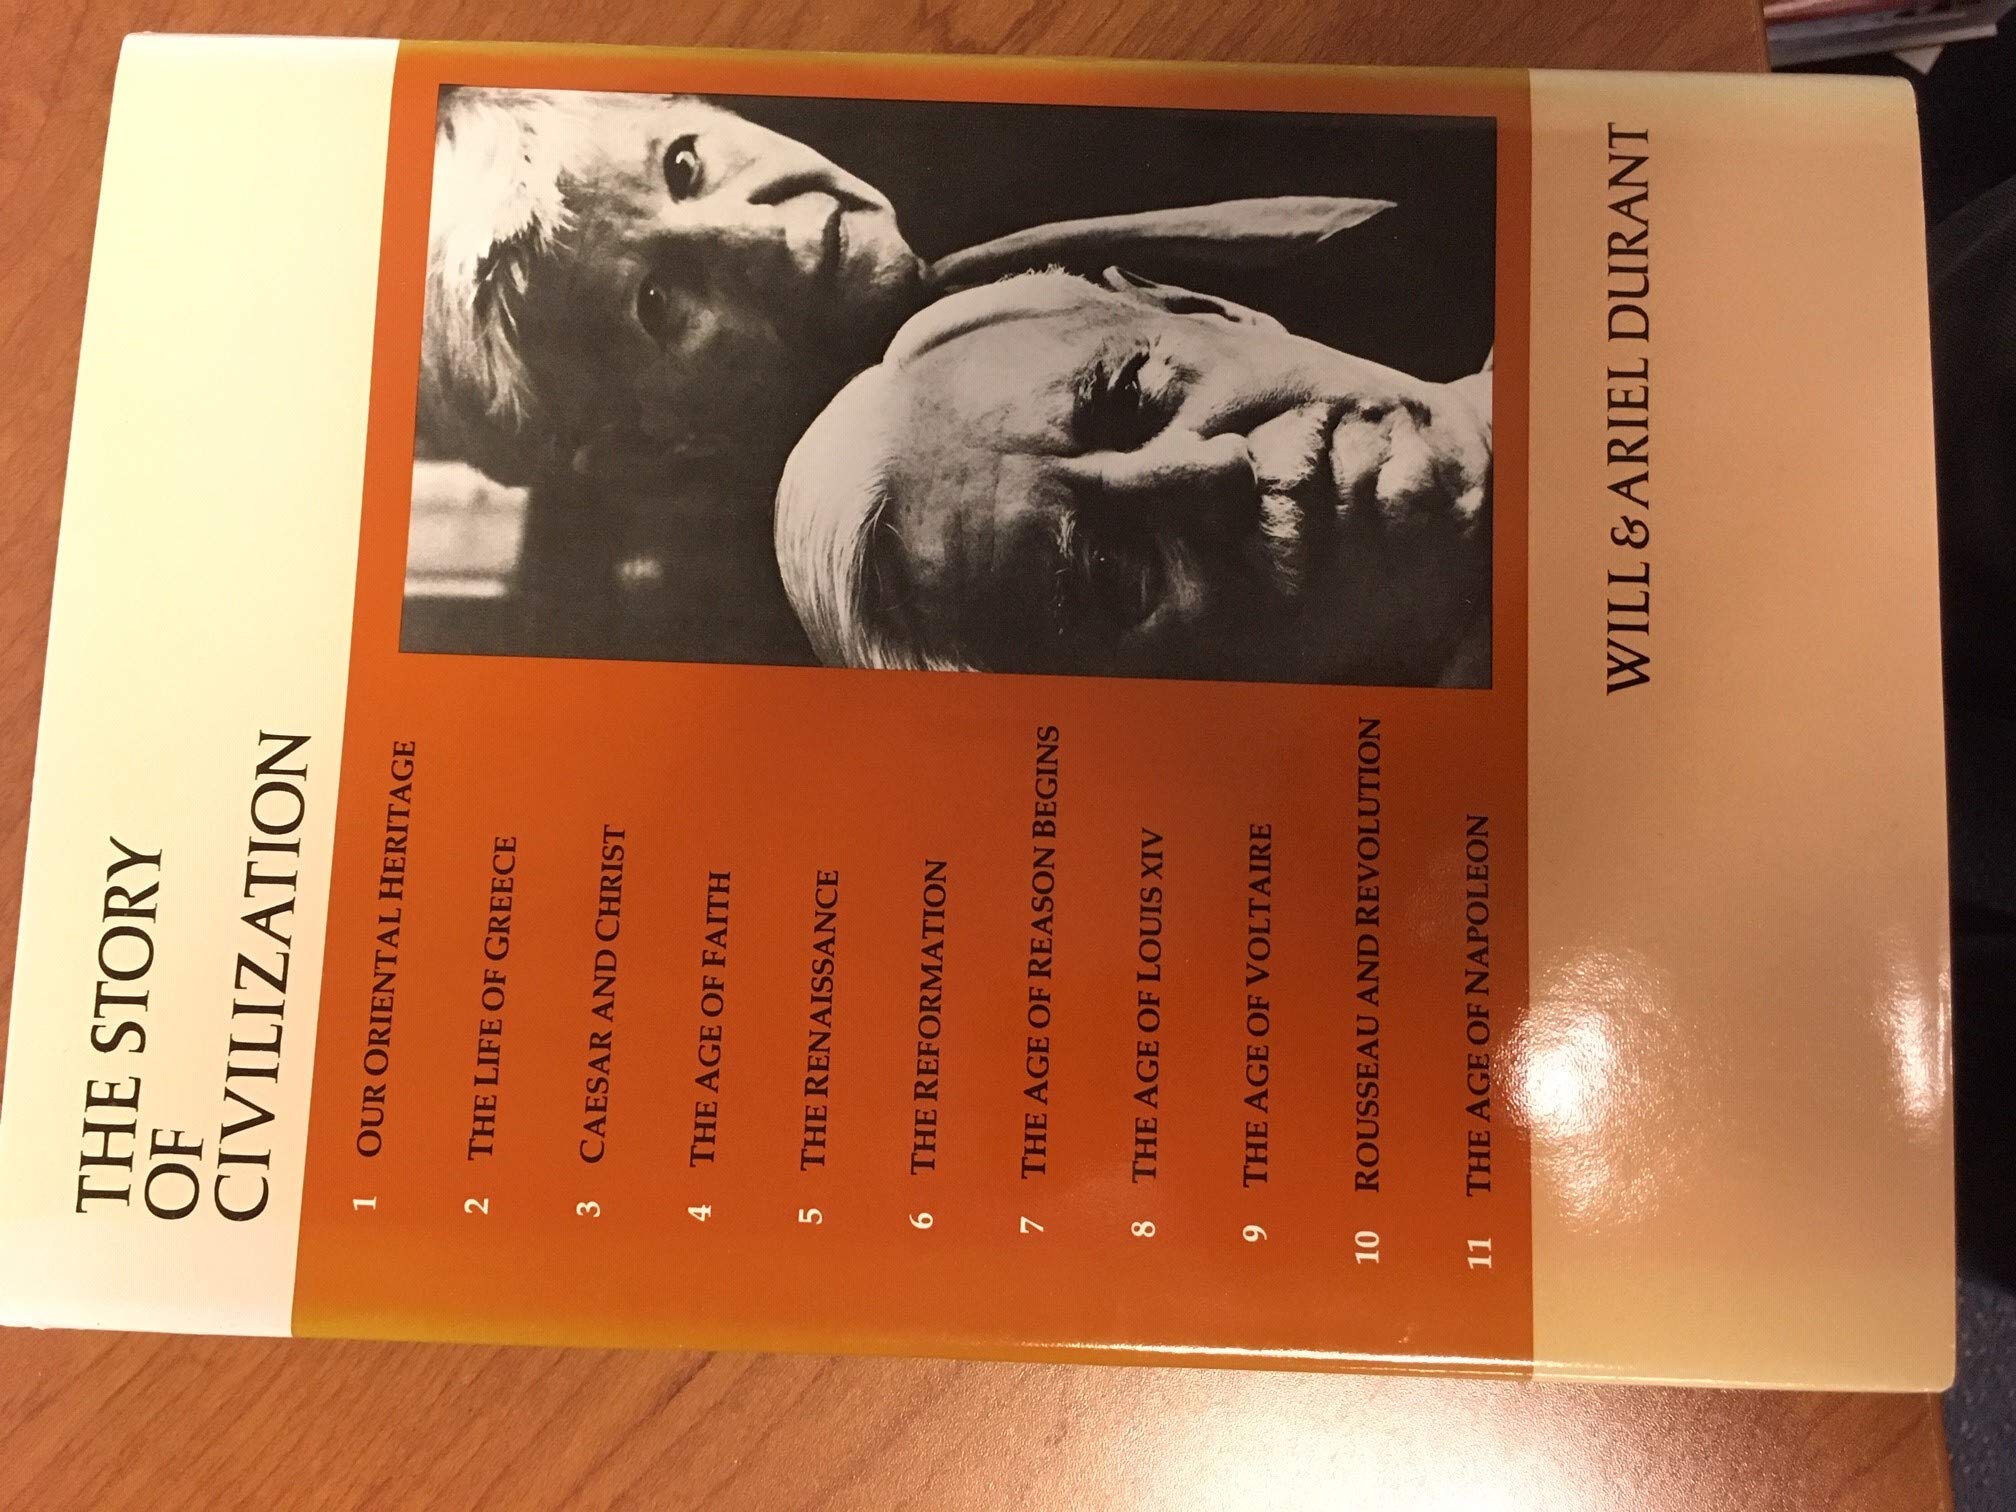 THE STORY
OF
CIVILIZATION
1 OUR ORIENTAL HERITAGE
2 THE LIFE OF GREECE
3 CAESAR AND CHRIST
4 THE AGE OF FAITH
5 THE RENAISSANCE
6 THE REFORMATION
7 THE AGE OF REASON BEGINS
8 THE AGE OF LOUIS XIV
9 THE AGE OF VOLTAIRE
10 ROUSSEAU AND REVOLUTION
11 THE AGE OF NAPOLEON
WILL & ARIEL DURANT